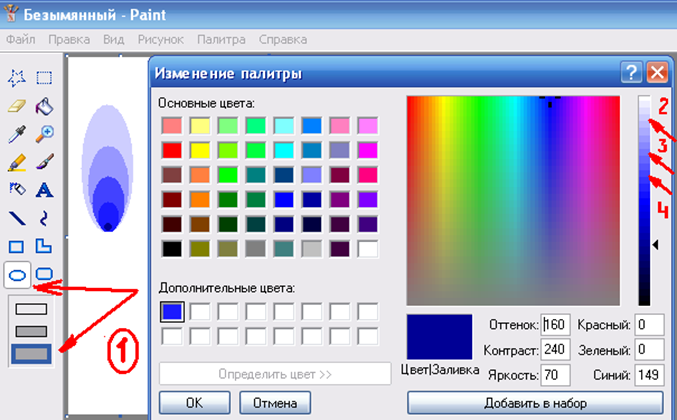 Безымянный - Paint
Файл Правка Вид Рисунок Палитра Справка
Изменение палитры
?
Основные цвета:
Дополнительные цвета:
Определить цвет >>
OK Отмена
Цвет|Заливка
Оттенок: 160 Красный: 0
Контраст: 240 Зеленый: 0
Яркость: 70 Синий: 149
Добавить в набор
A
1
2
3
4